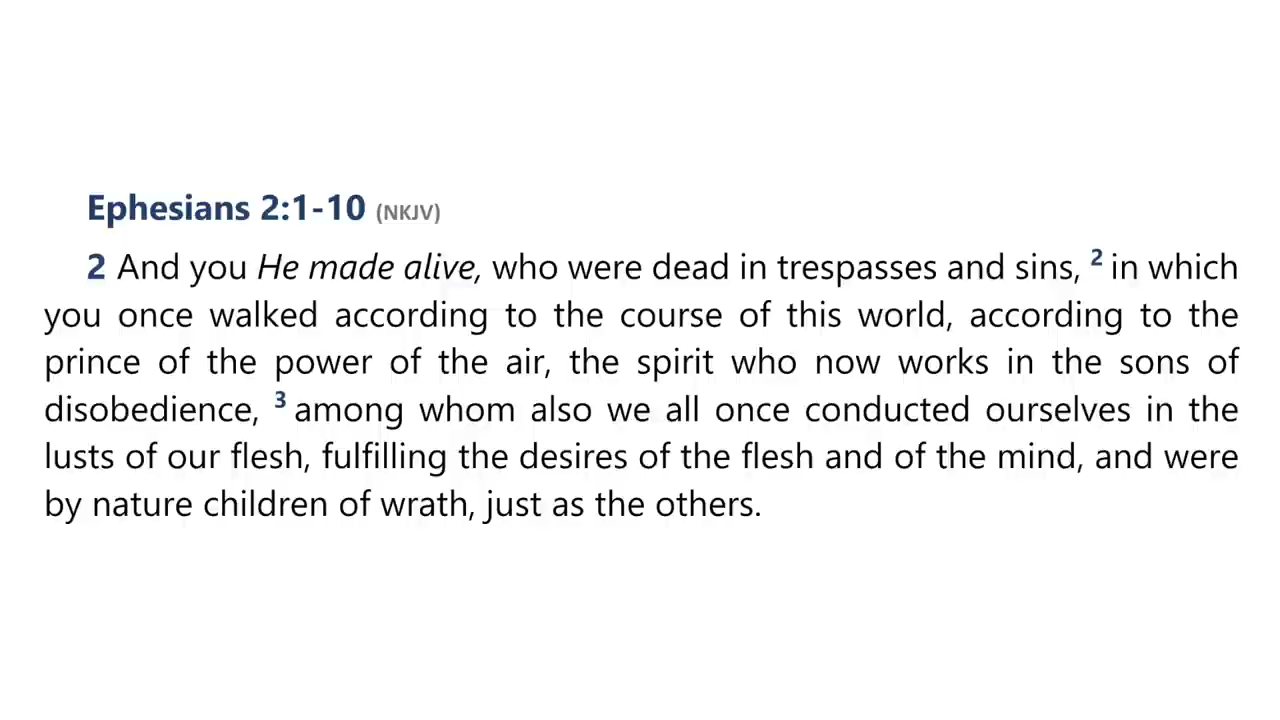 Ephesians 2:1-10 (NKJV)
2 And you He made alive, who were dead in trespasses and sins, 2 in which
you once walked according to the course of this world, according to the
prince of the power of the air, the spirit who now works in the sons of
disobedience, 3 among whom also we all once conducted ourselves in the
lusts of our flesh, fulfilling the desires of the flesh and of the mind, and were
by nature children of wrath, just as the others.